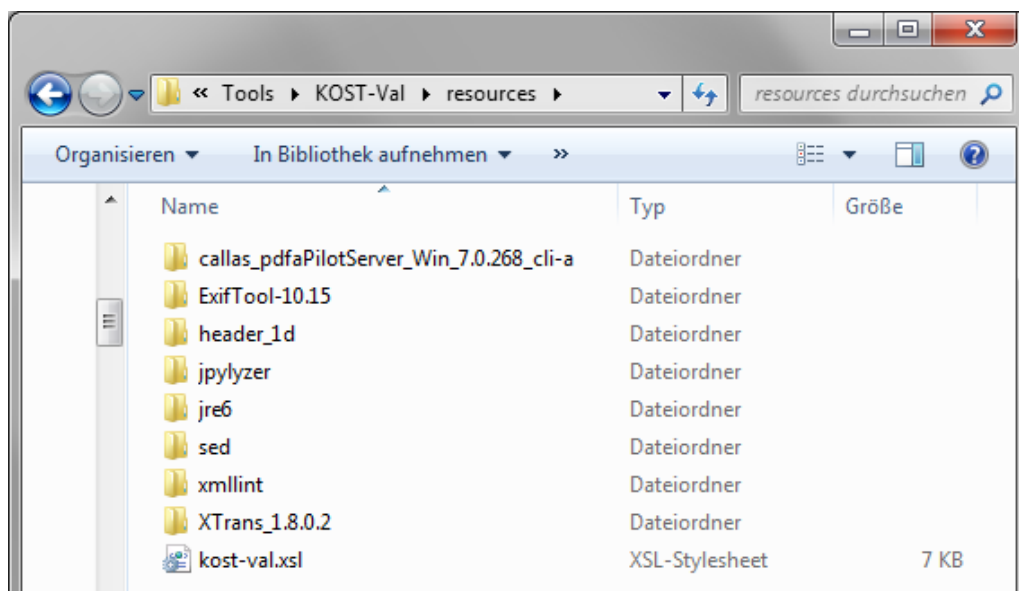 « Tools ▸ KOST-Val ▸ resources ▸ resources durchsuchen
Organisieren ▾ In Bibliothek aufnehmen ▾ »
Name Typ Größe
callas_pdfaPilotServer_Win_7.0.268_cli-a Dateiordner
ExifTool-10.15 Dateiordner
header_1d Dateiordner
jpylyzer Dateiordner
jre6 Dateiordner
sed Dateiordner
xmllint Dateiordner
XTrans_1.8.0.2 Dateiordner
kost-val.xsl XSL-Stylesheet 7 KB